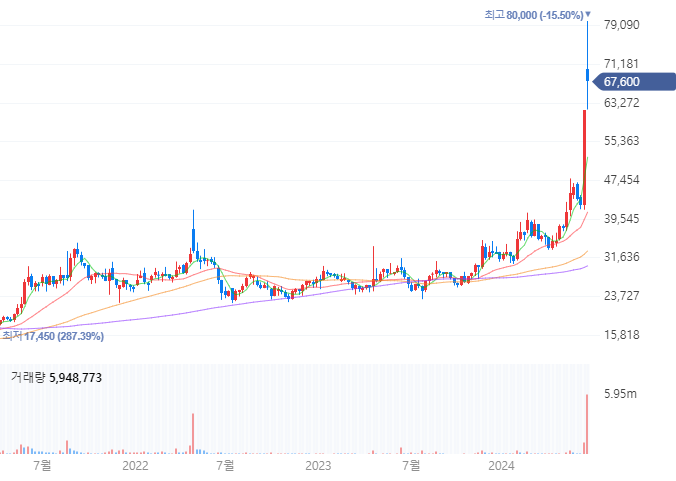 최고 80,000 (-15.50%)▼
79,090
71,181
67,600
63,272
55,363
47,454
39,545
31,636
23,727
15,818
최저 17,450 (287.39%)
거래량 5,948,773
5.95m
7월 2022 7월 2023 7월 2024